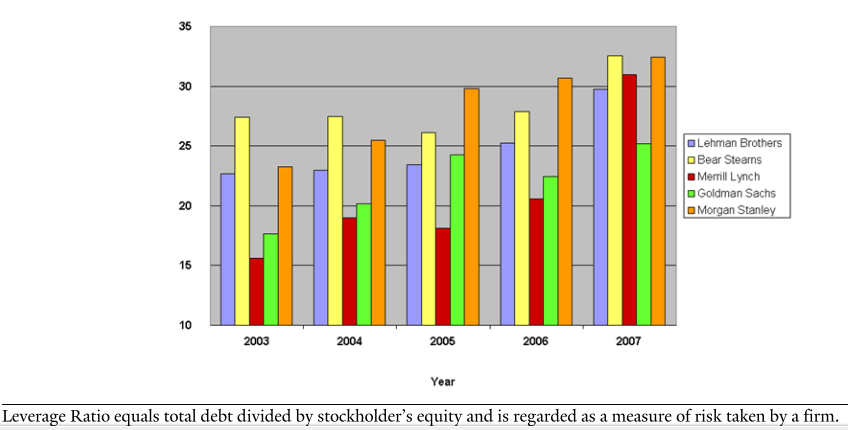 35
30
25
20
15
10
2003 2004 2005 2006 2007
Year
Lehman Brothers
Bear Stearns
Merrill Lynch
Goldman Sachs
Morgan Stanley
Leverage Ratio equals total debt divided by stockholder’s equity and is regarded as a measure of risk taken by a firm.